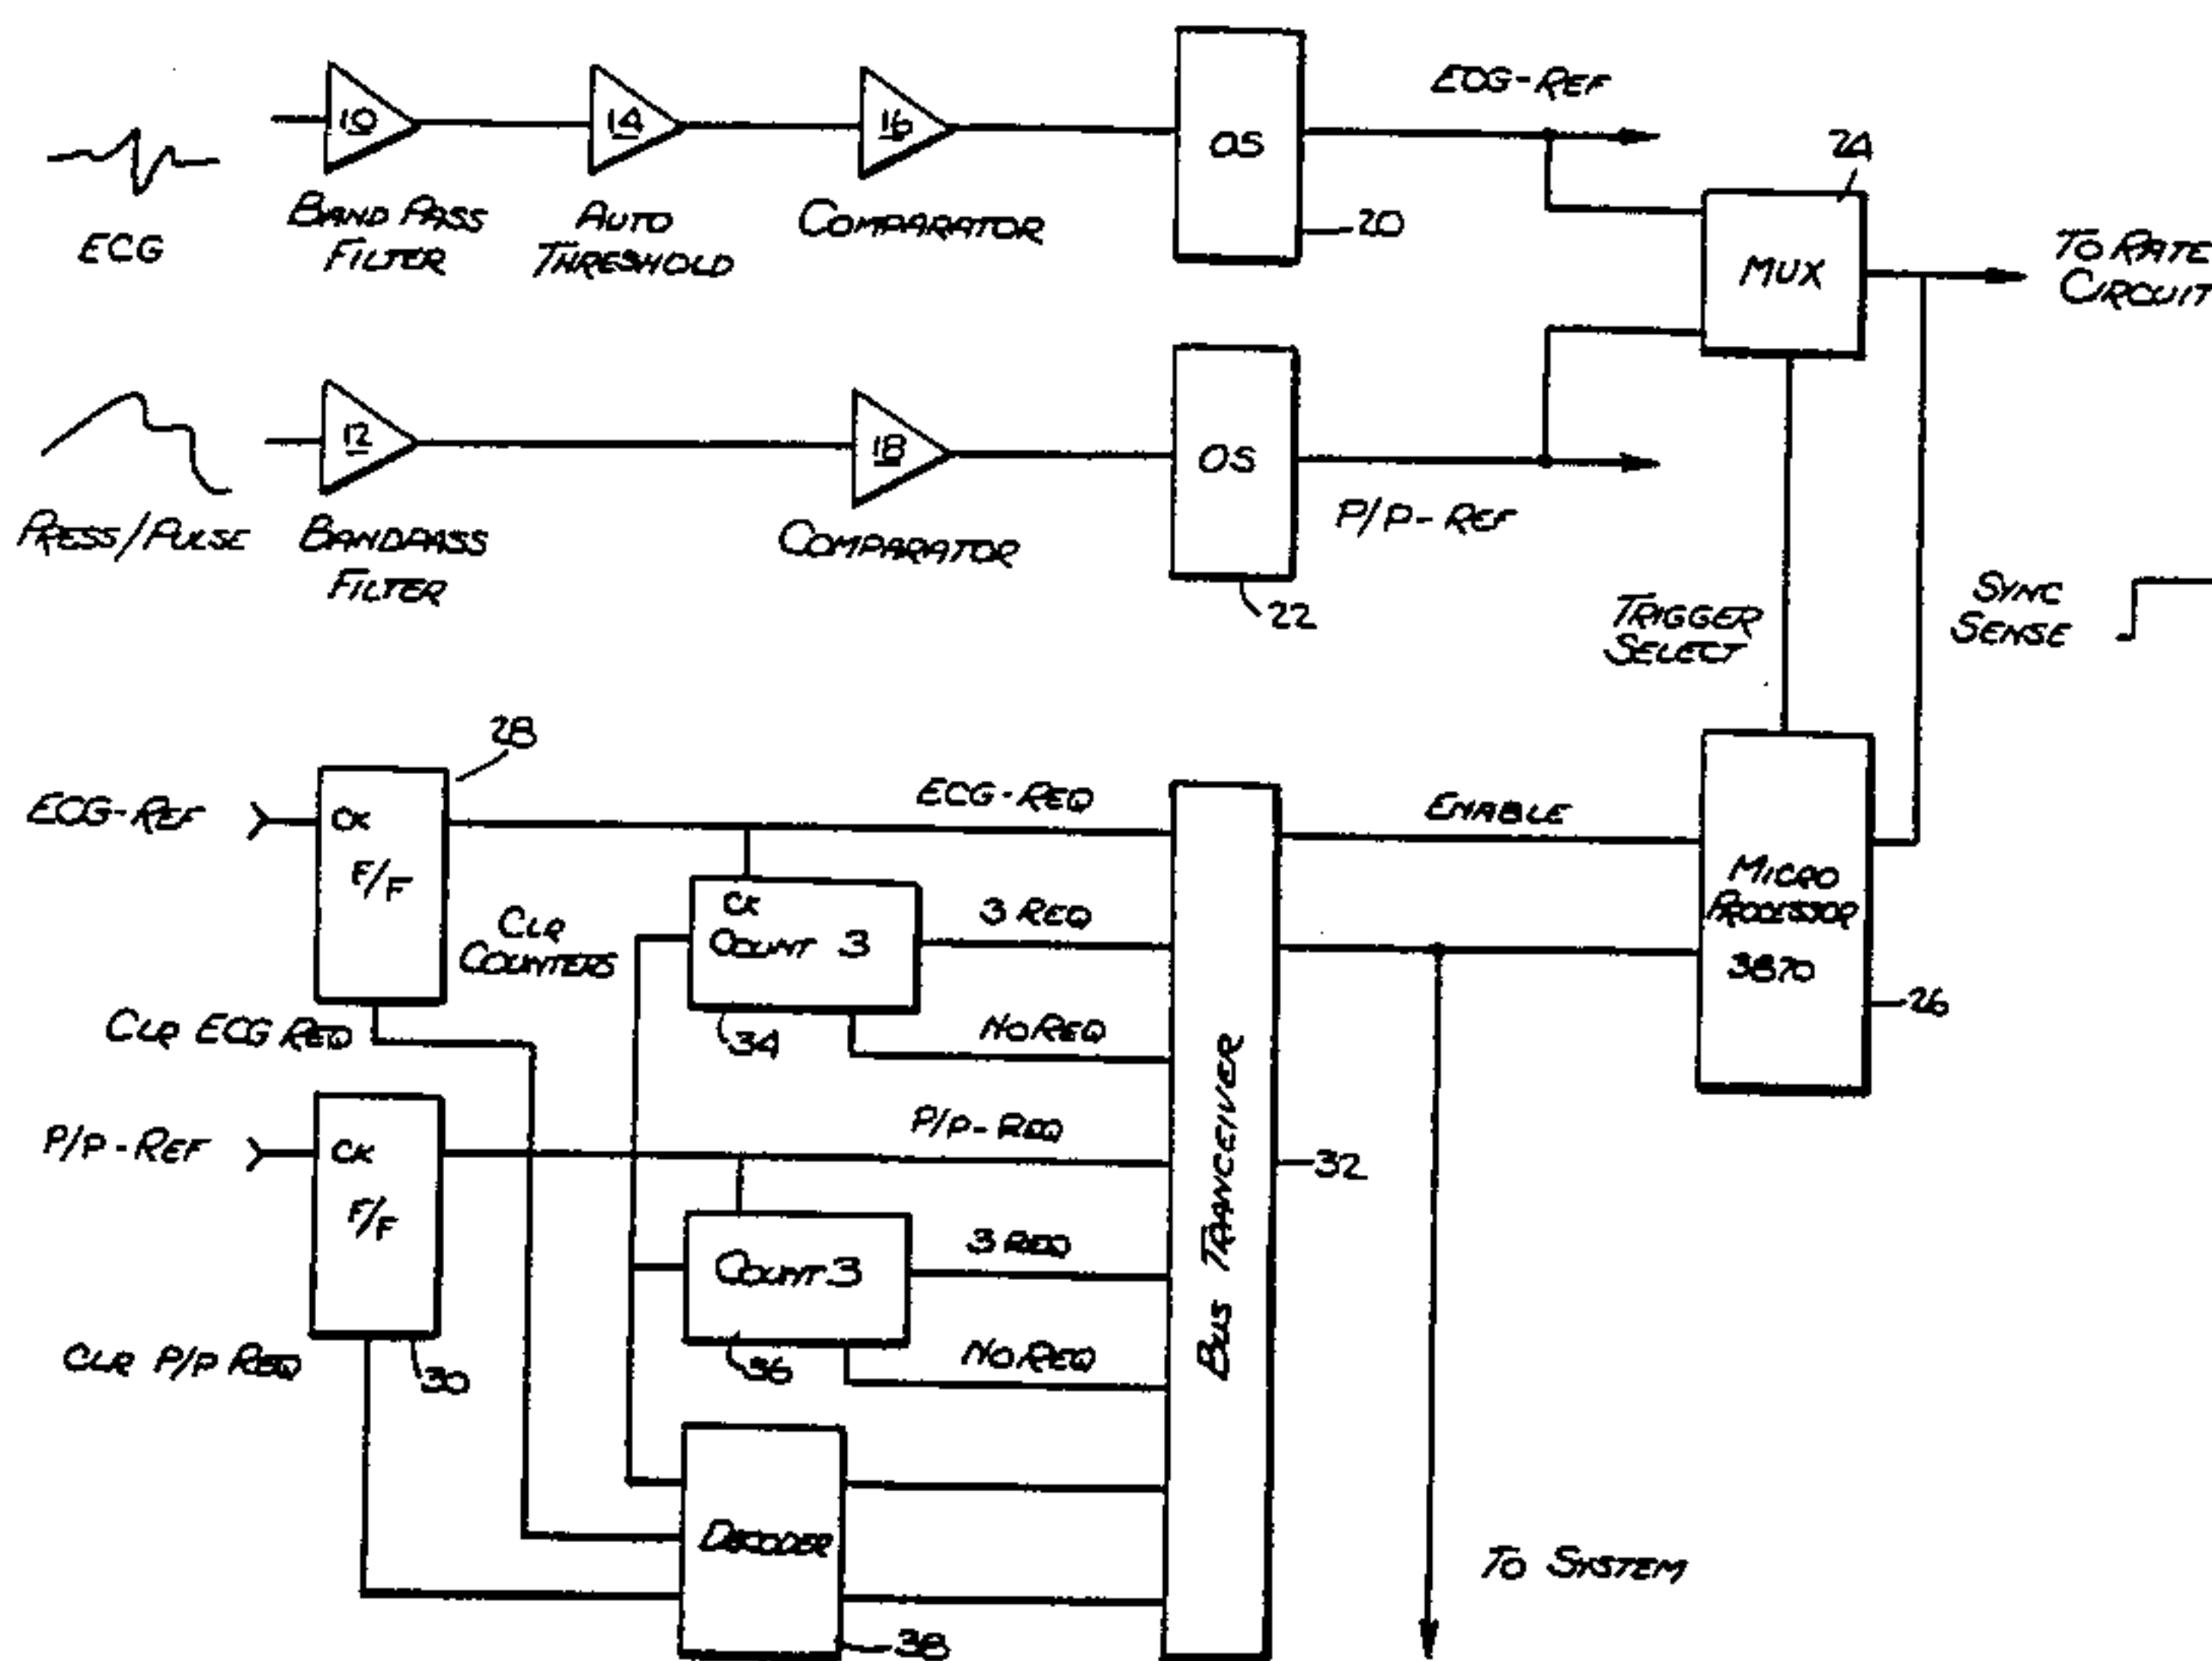 ECG
10
BAND PASS
FILTER
14
AUTO
THRESHOLD
16
COMPARATOR
OS
20
ECG-REF
24
MUX
TO RATE
CIRCUIT
PRESS/PULSE
12
BANDPASS
FILTER
18
COMPARATOR
OS
22
P/P-REF
TRIGGER
SELECT
SYNC
SENSE
28
ECG-REF
CK
F/F
CLR
COUNTERS
CLR ECG REQ
ECG-REQ
CK
COUNT 3
34
3 REQ
NO REQ
ENABLE
MICRO
PROCESSOR
3870
26
P/P-REF
CK
F/F
CLR P/P REQ
30
P/P-REQ
COUNT 3
36
3 REQ
NO REQ
BUS TRANCEIVER
32
DECODER
38
TO SYSTEM